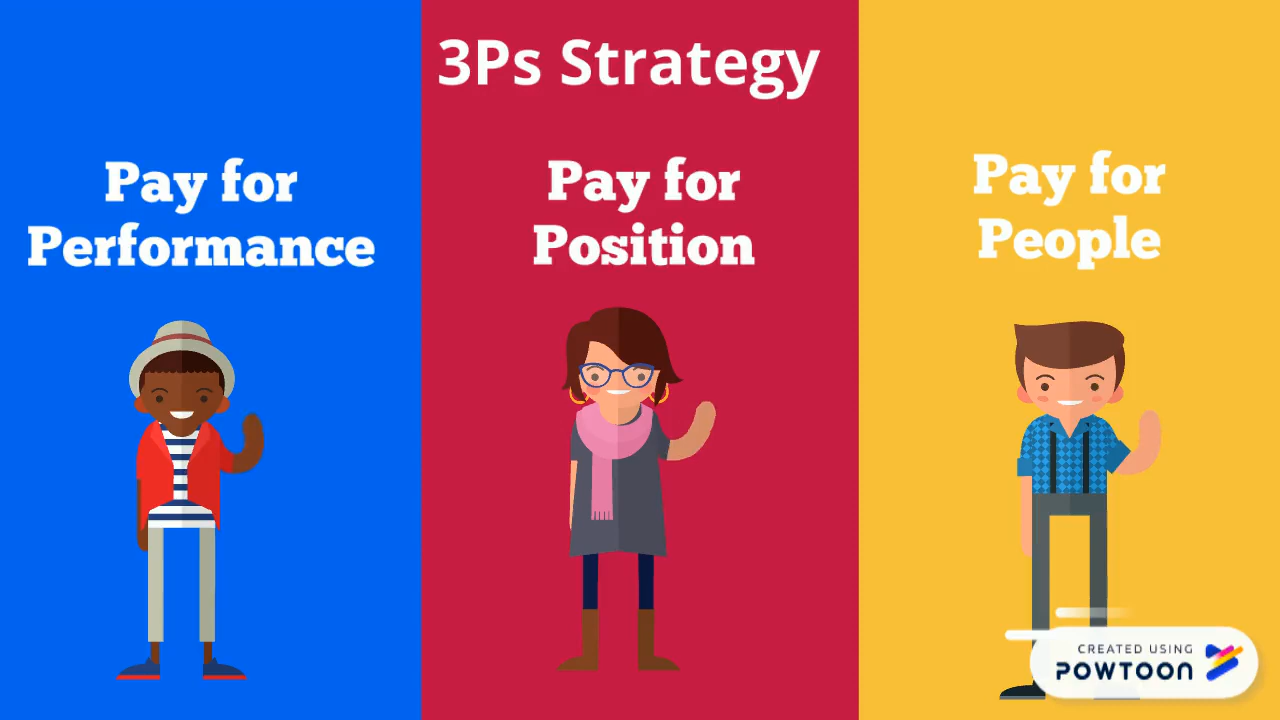 3Ps Strategy
Pay for
Performance
Pay for
Position
Pay for
People
CREATED USING
POWTOON